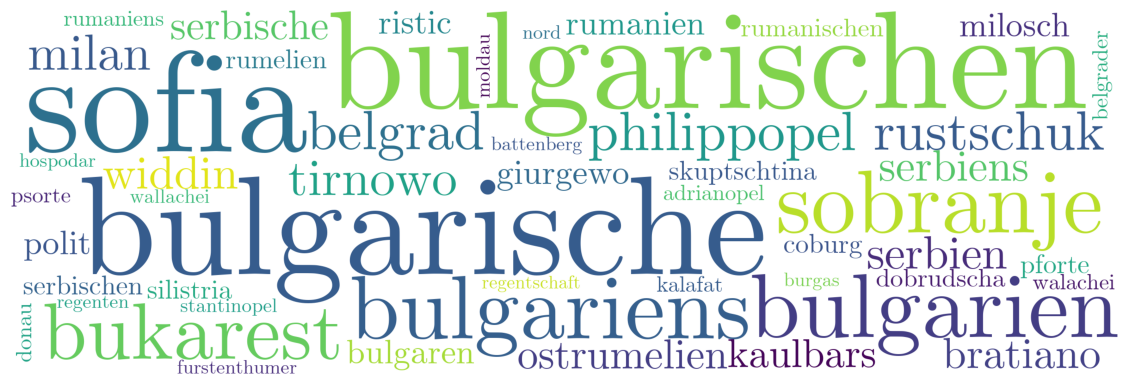 rumaniens
serbische
ristic
nord
rumanien
rumanischen
milosch
milan
rumelien
moldau
bulgarischen
belgrader
sofia
belgrad
battenberg
philippopel
rustschuk
hospodar
widdin
tirnowo
giurgewo
skuptschtina
serbiens
psorte
wallachei
adrianopel
sobranje
bulgarische
polit
coburg
serbien
pforte
serbischen
silistria
regentschaft
kalafat
burgas
dobrudscha
walachei
donau
regenten
stantinopel
bulgariens
bulgarien
bukarest
bulgaren
ostrumelien
kaulbars
bratiano
furstenthumer